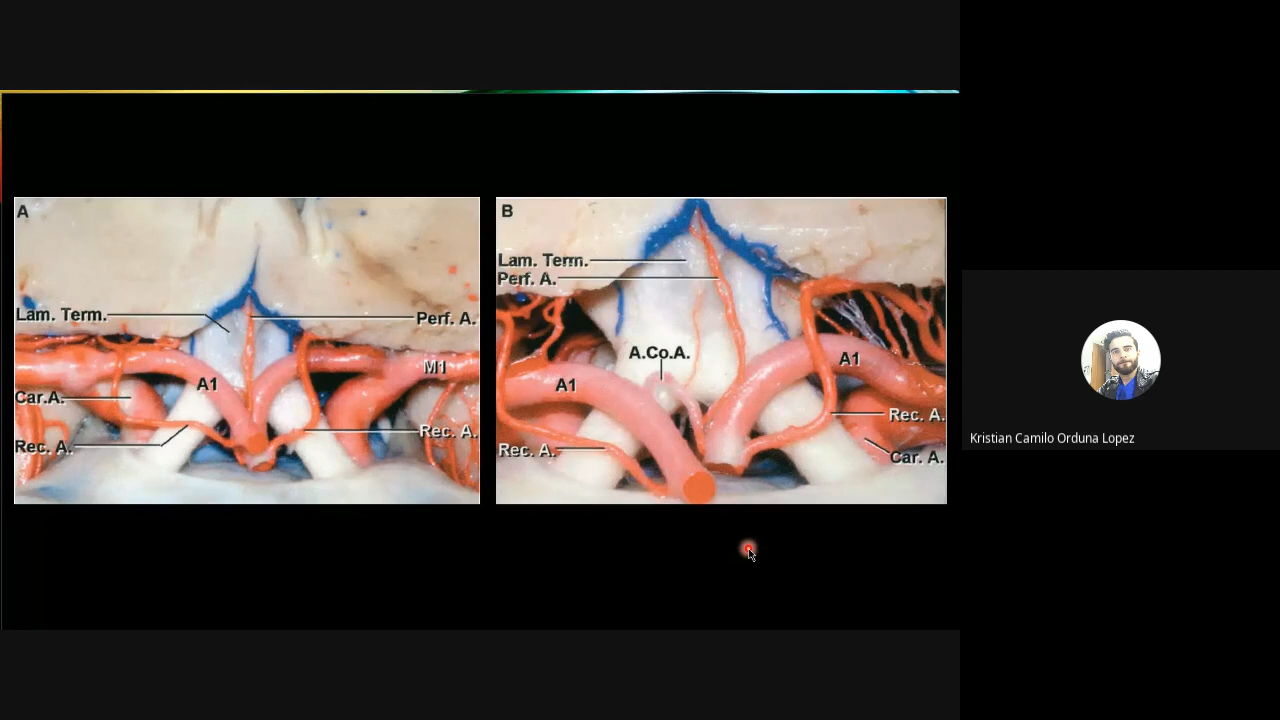 A
Lam. Term.
Perf. A.
M1
A1
Car.A.
Rec. A.
Rec. A.
B
Lam. Term.
Perf. A.
A.Co.A.
A1
A1
Rec. A.
Rec. A.
Car. A.
Kristian Camilo Orduna Lopez